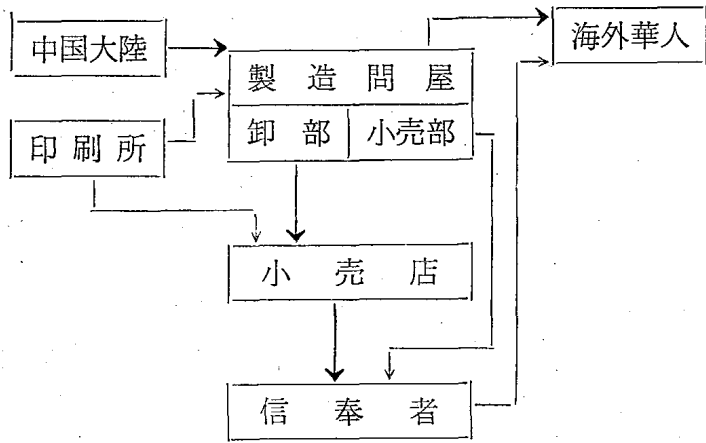 中国大陸
海外華人
製造問屋
卸部
小売部
印刷所
小売店
信奉者